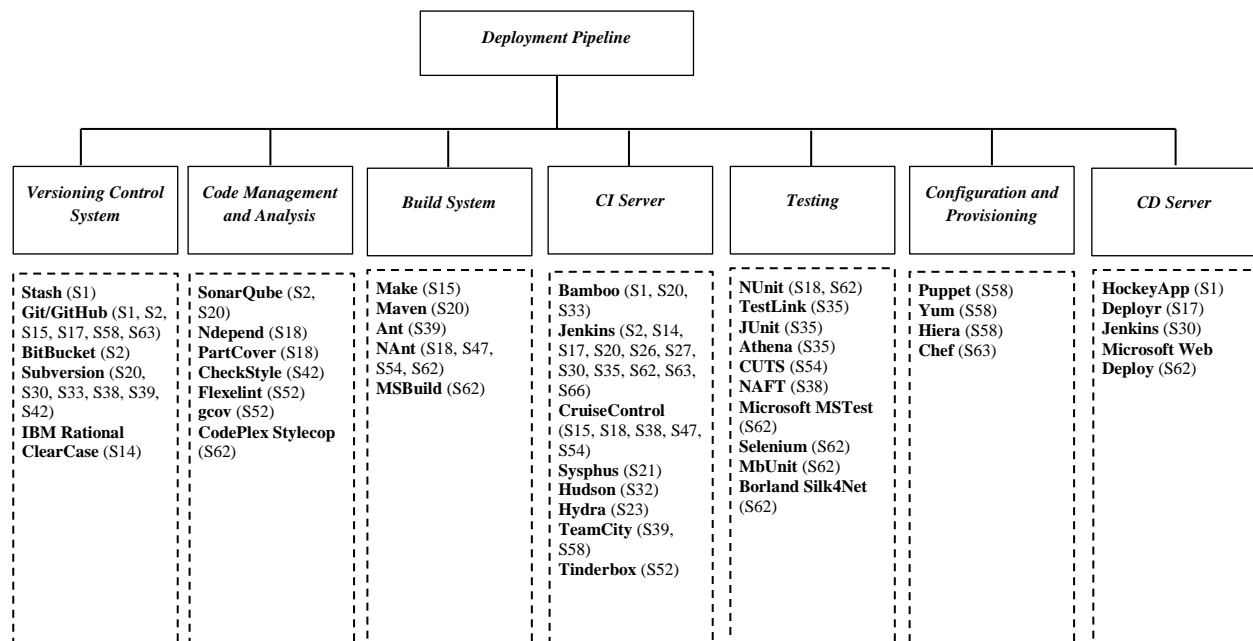 Deployment Pipeline
Versioning Control
System
Code Management
and Analysis
Build System
CI Server
Testing
Configuration and
Provisioning
CD Server
Stash (S1)
Git/GitHub (S1, S2,
S15, S17, S58, S63)
BitBucket (S2)
Subversion (S20,
S30, S33, S38, S39,
S42)
IBM Rational
ClearCase (S14)
SonarQube (S2,
S20)
Ndepend (S18)
PartCover (S18)
CheckStyle (S42)
Flexelint (S52)
gcov (S52)
CodePlex Stylecop
(S62)
Make (S15)
Maven (S20)
Ant (S39)
NAnt (S18, S47,
S54, S62)
MSBuild (S62)
Bamboo (S1, S20,
S33)
Jenkins (S2, S14,
S17, S20, S26, S27,
S30, S35, S62, S63,
S66)
CruiseControl
(S15, S18, S38, S47,
S54)
Sysphus (S21)
Hudson (S32)
Hydra (S23)
TeamCity (S39,
S58)
Tinderbox (S52)
NUnit (S18, S62)
TestLink (S35)
JUnit (S35)
Athena (S35)
CUTS (S54)
NAFT (S38)
Microsoft MSTest
(S62)
Selenium (S62)
MbUnit (S62)
Borland Silk4Net
(S62)
Puppet (S58)
Yum (S58)
Hiera (S58)
Chef (S63)
HockeyApp (S1)
Deployr (S17)
Jenkins (S30)
Microsoft Web
Deploy (S62)